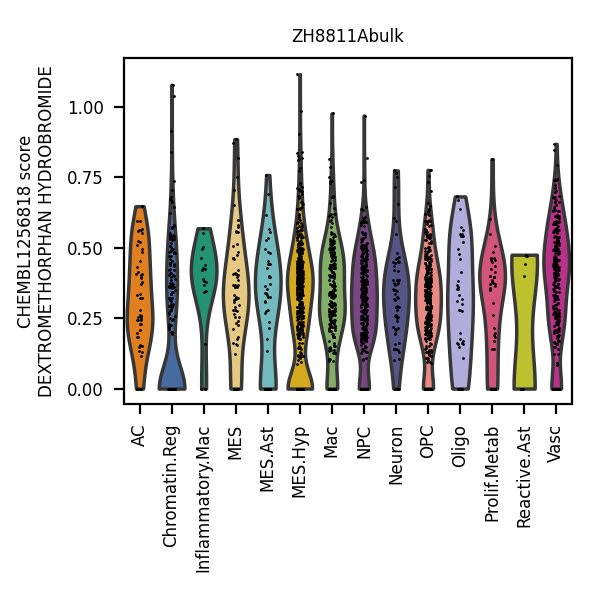 ZH8811Abulk
CHEMBL1256818 score
DEXTROMETHORPHAN HYDROBROMIDE
1.00
0.75
0.50
0.25
0.00
AC
Chromatin.Reg
Inflammatory.Mac
MES
MES.Ast
MES.Hyp
Mac
NPC
Neuron
OPC
Oligo
Prolif.Metab
Reactive.Ast
Vasc